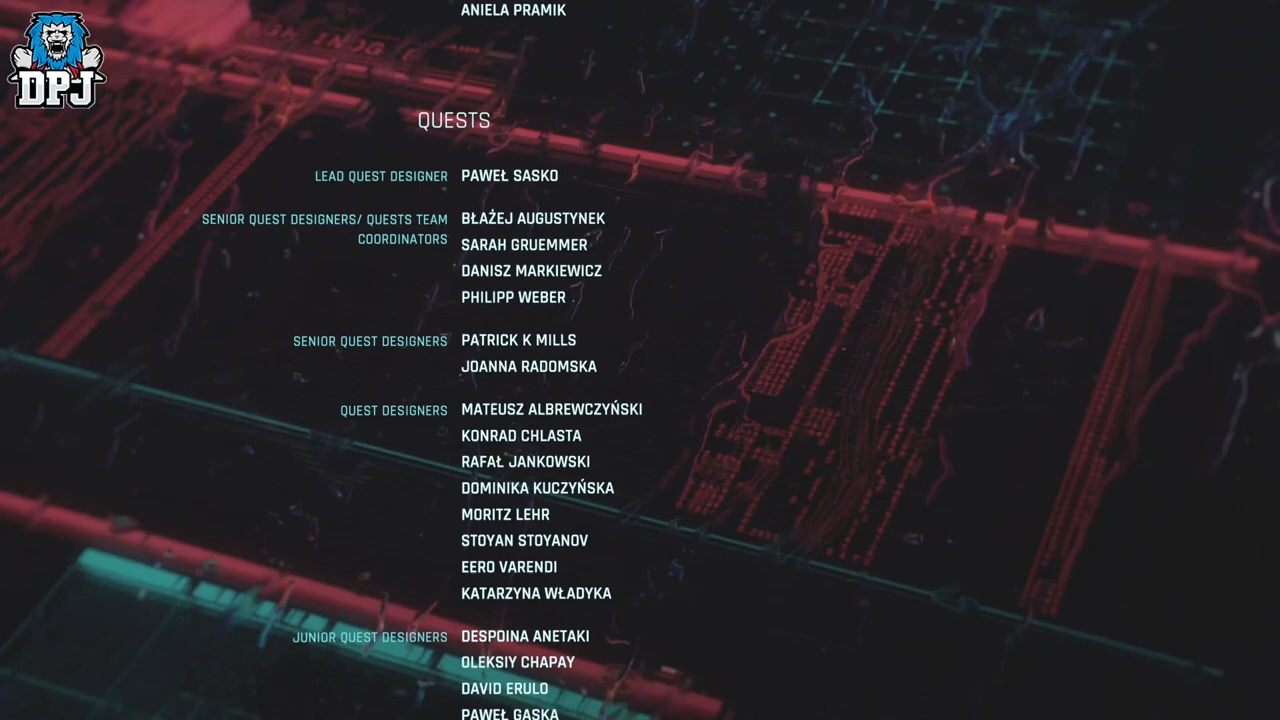 ANIELA PRAMIK
DPJ
QUESTS
LEAD QUEST DESIGNER PAWEŁ SASKO
SENIOR QUEST DESIGNERS/ QUESTS TEAM COORDINATORS BŁAŻEJ AUGUSTYNEK
SARAH GRUEMMER
DANISZ MARKIEWICZ
PHILIPP WEBER
SENIOR QUEST DESIGNERS PATRICK K MILLS
JOANNA RADOMSKA
QUEST DESIGNERS MATEUSZ ALBREWCZYŃSKI
KONRAD CHLASTA
RAFAŁ JANKOWSKI
DOMINIKA KUCZYŃSKA
MORITZ LEHR
STOYAN STOYANOV
EERO VARENDI
KATARZYNA WŁADYKA
JUNIOR QUEST DESIGNERS DESPOINA ANETAKI
OLEKSIY CHAPAY
DAVID ERULO
PAWEŁ GĄSKA